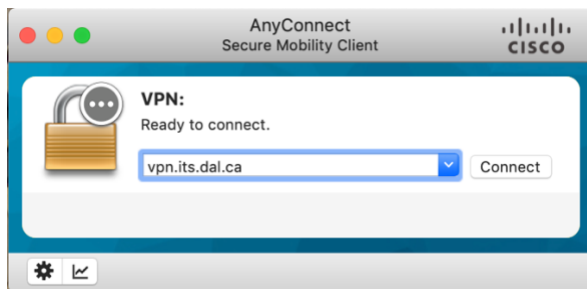 AnyConnect
Secure Mobility Client
CISCO
VPN:
Ready to connect.
vpn.its.dal.ca
Connect